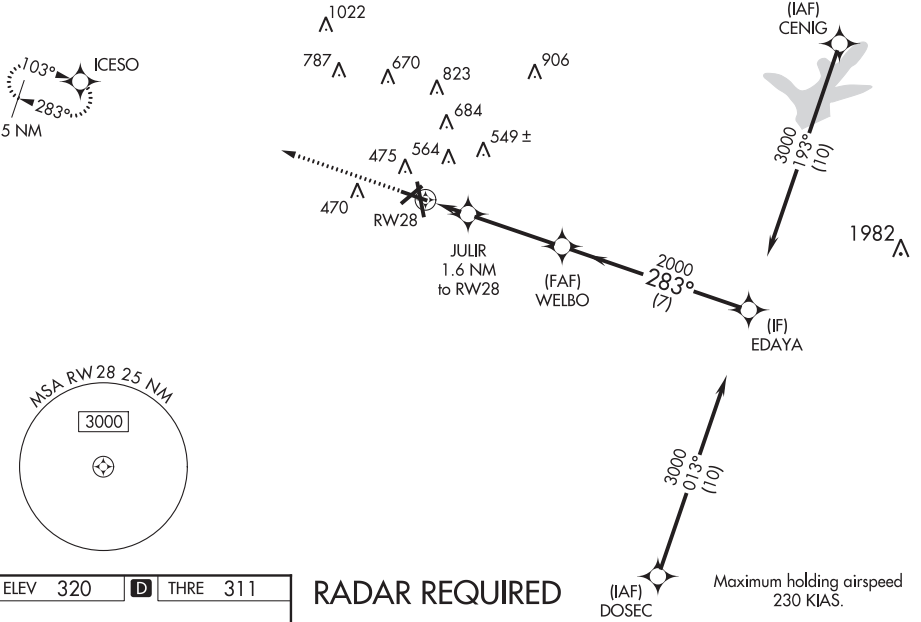 1022
(IAF)
CENIG
103°
ICESO
283°
5 NM
787
670
823
906
684
549 ±
564
475
470
RW28
JULIR
1.6 NM
to RW28
(FAF)
WELBO
2000
283°
(7)
(IF)
EDAYA
3000
193°
(10)
1982
MSA RW28 25 NM
3000
3000
013°
(10)
(IAF)
DOSEC
ELEV 320 D THRE 311
RADAR REQUIRED
Maximum holding airspeed
230 KIAS.